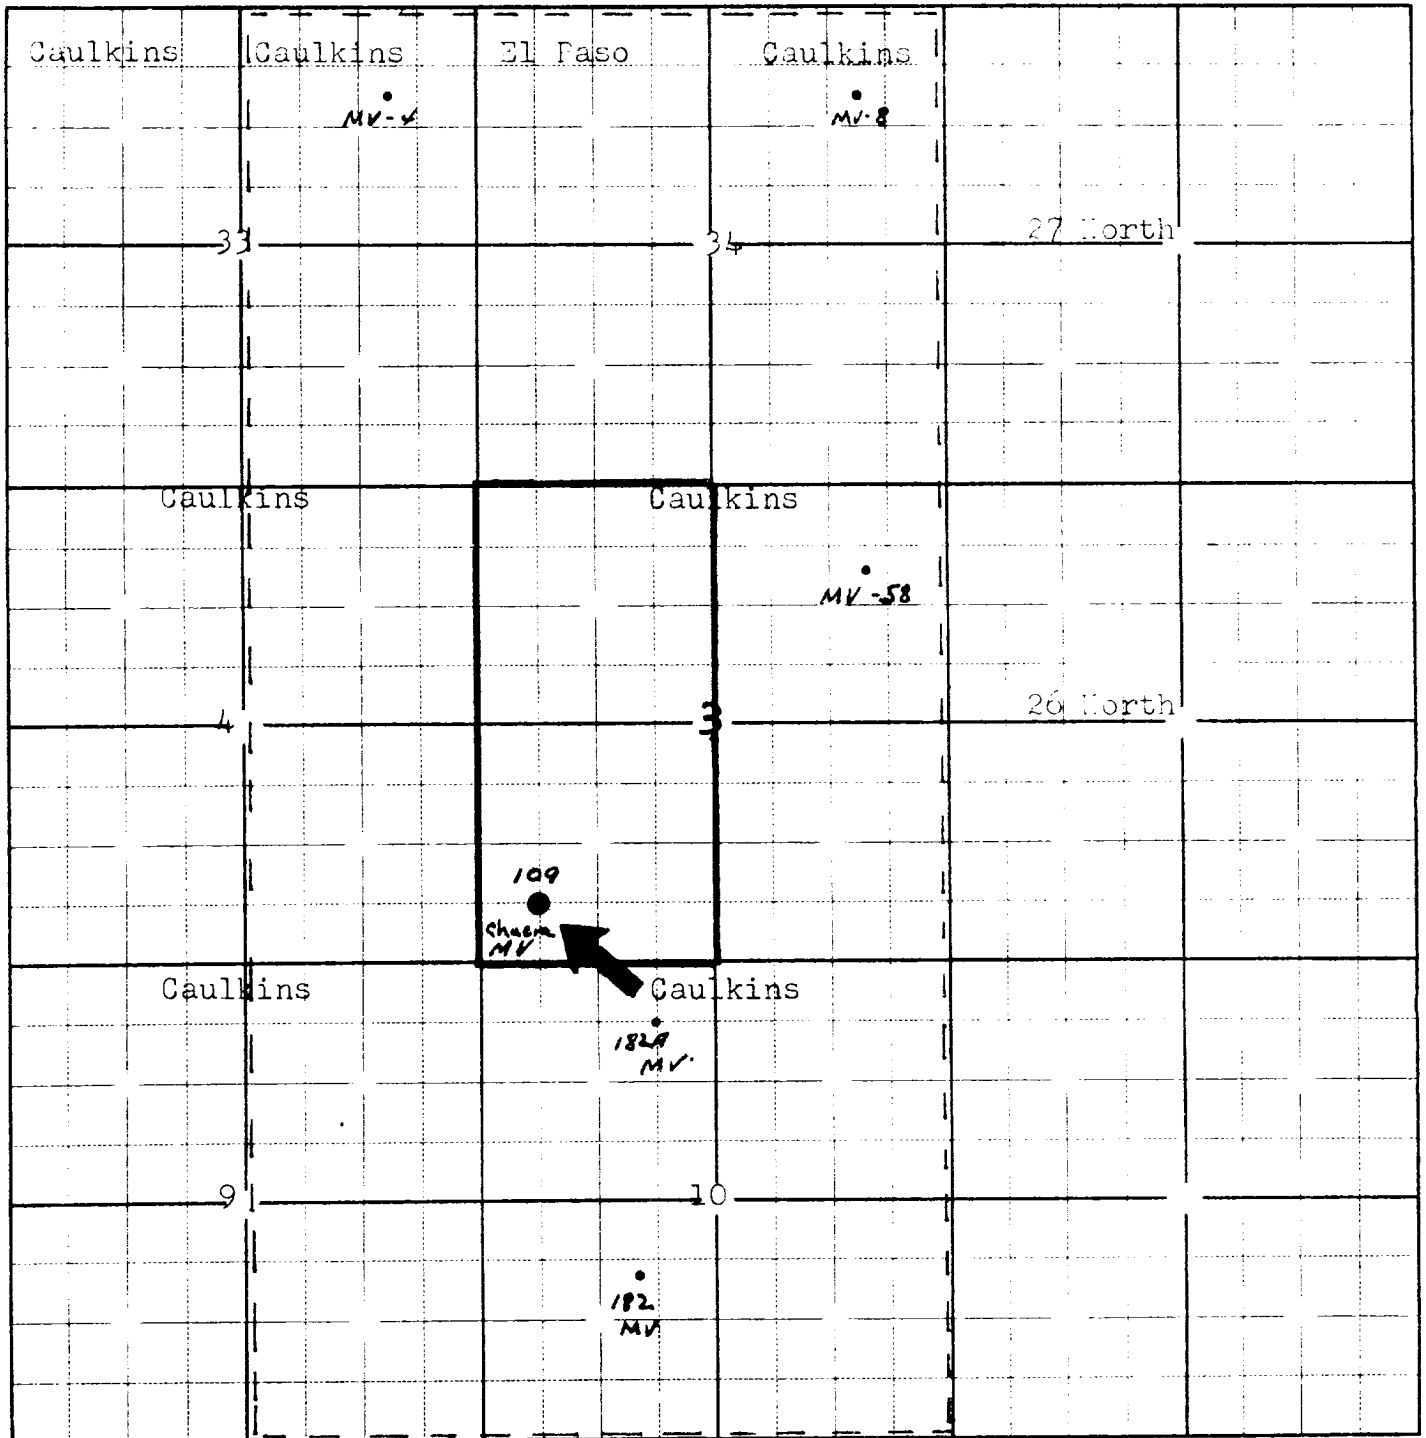 Caulkins Caulkins El Paso Caulkins
MV-4 MV-8
33 34 27 North
Caulkins Caulkins
MV-58
4 3 26 North
109
Chacra
MV
Caulkins Caulkins
182A
MV
9 10
182
MV